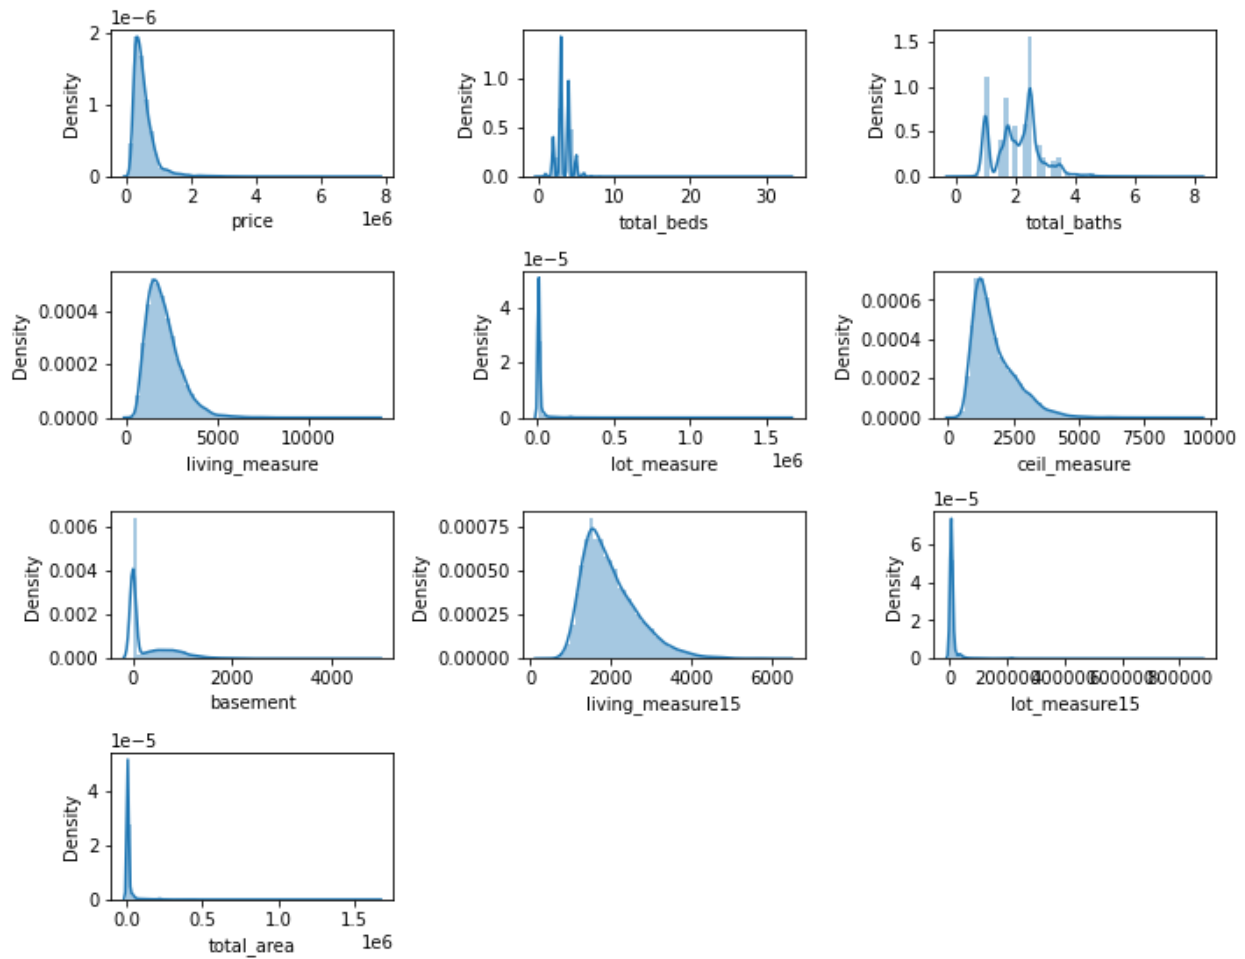 1e−6
2
1
0
Density
0 2 4 6 8
1e6
price
1.0
0.5
0.0
Density
0 10 20 30
total_beds
1.5
1.0
0.5
0.0
Density
0 2 4 6 8
total_baths
0.0004
0.0002
0.0000
Density
0 5000 10000
living_measure
1e−5
4
2
0
Density
0.0 0.5 1.0 1.5
1e6
lot_measure
0.0006
0.0004
0.0002
0.0000
Density
0 2500 5000 7500 10000
ceil_measure
0.006
0.004
0.002
0.000
Density
0 2000 4000
basement
0.00075
0.00050
0.00025
0.00000
Density
0 2000 4000 6000
living_measure15
1e−5
6
4
2
0
Density
0 200000 400000 600000 800000
lot_measure15
1e−5
4
2
0
Density
0.0 0.5 1.0 1.5
1e6
total_area